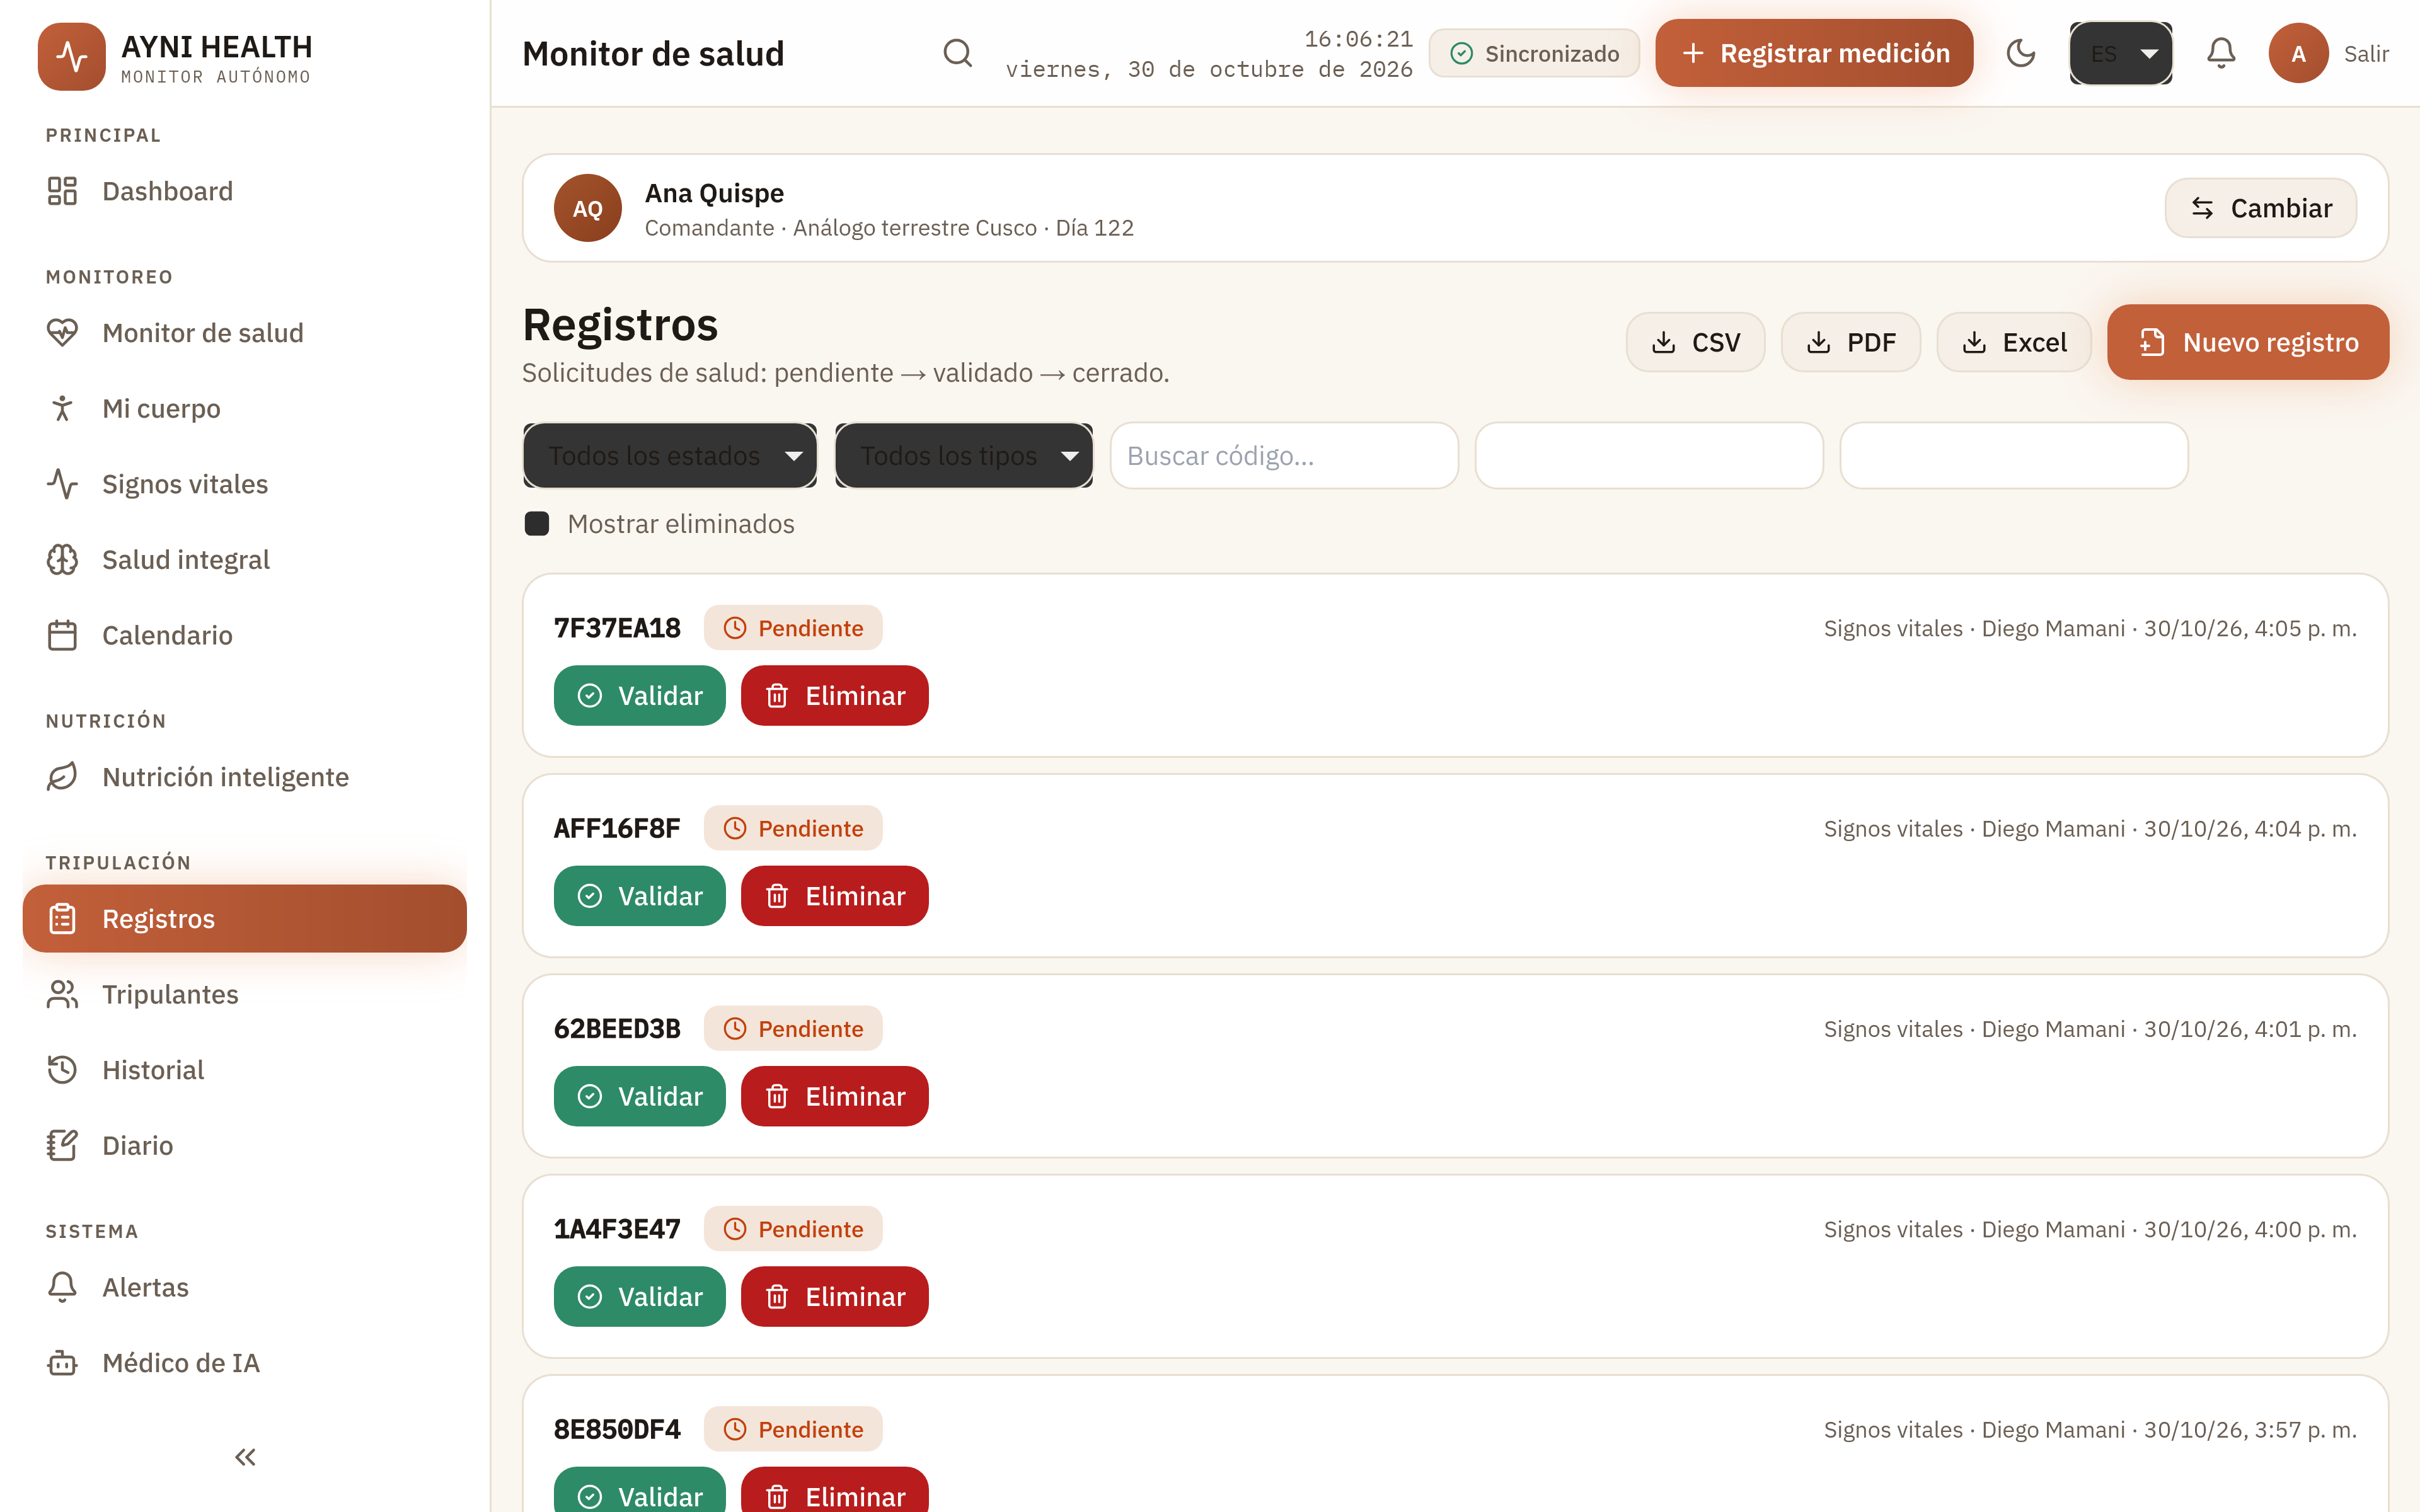 AYNI HEALTH
MONITOR AUTÓNOMO
PRINCIPAL
Dashboard
MONITOREO
Monitor de salud
Mi cuerpo
Signos vitales
Salud integral
Calendario
NUTRICIÓN
Nutrición inteligente
TRIPULACIÓN
Registros
Tripulantes
Historial
Diario
SISTEMA
Alertas
Médico de IA
Monitor de salud
16:06:21
viernes, 30 de octubre de 2026
Sincronizado
Registrar medición
ES
A
Salir
AQ
Ana Quispe
Comandante · Análogo terrestre Cusco · Día 122
Cambiar
Registros
Solicitudes de salud: pendiente → validado → cerrado.
CSV
PDF
Excel
Nuevo registro
Todos los estados
Todos los tipos
Buscar código...
Mostrar eliminados
7F37EA18 Pendiente Signos vitales · Diego Mamani · 30/10/26, 4:05 p. m.
Validar Eliminar
AFF16F8F Pendiente Signos vitales · Diego Mamani · 30/10/26, 4:04 p. m.
Validar Eliminar
62BEED3B Pendiente Signos vitales · Diego Mamani · 30/10/26, 4:01 p. m.
Validar Eliminar
1A4F3E47 Pendiente Signos vitales · Diego Mamani · 30/10/26, 4:00 p. m.
Validar Eliminar
8E850DF4 Pendiente Signos vitales · Diego Mamani · 30/10/26, 3:57 p. m.
Validar Eliminar